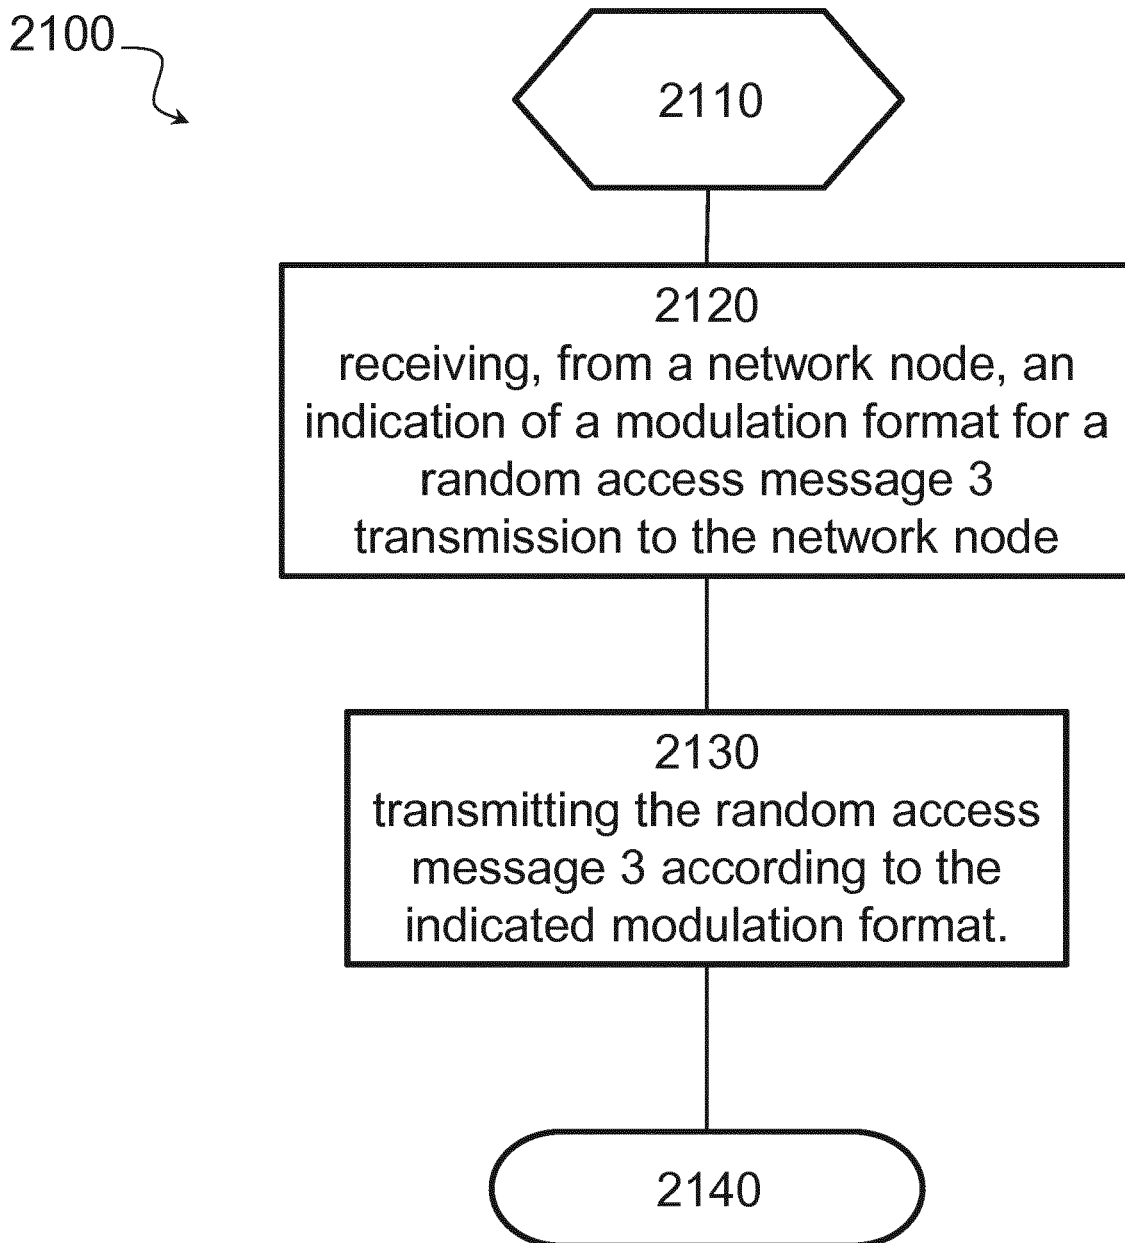 2100
2110
2120
receiving, from a network node, an
indication of a modulation format for a
random access message 3
transmission to the network node
2130
transmitting the random access
message 3 according to the
indicated modulation format.
2140